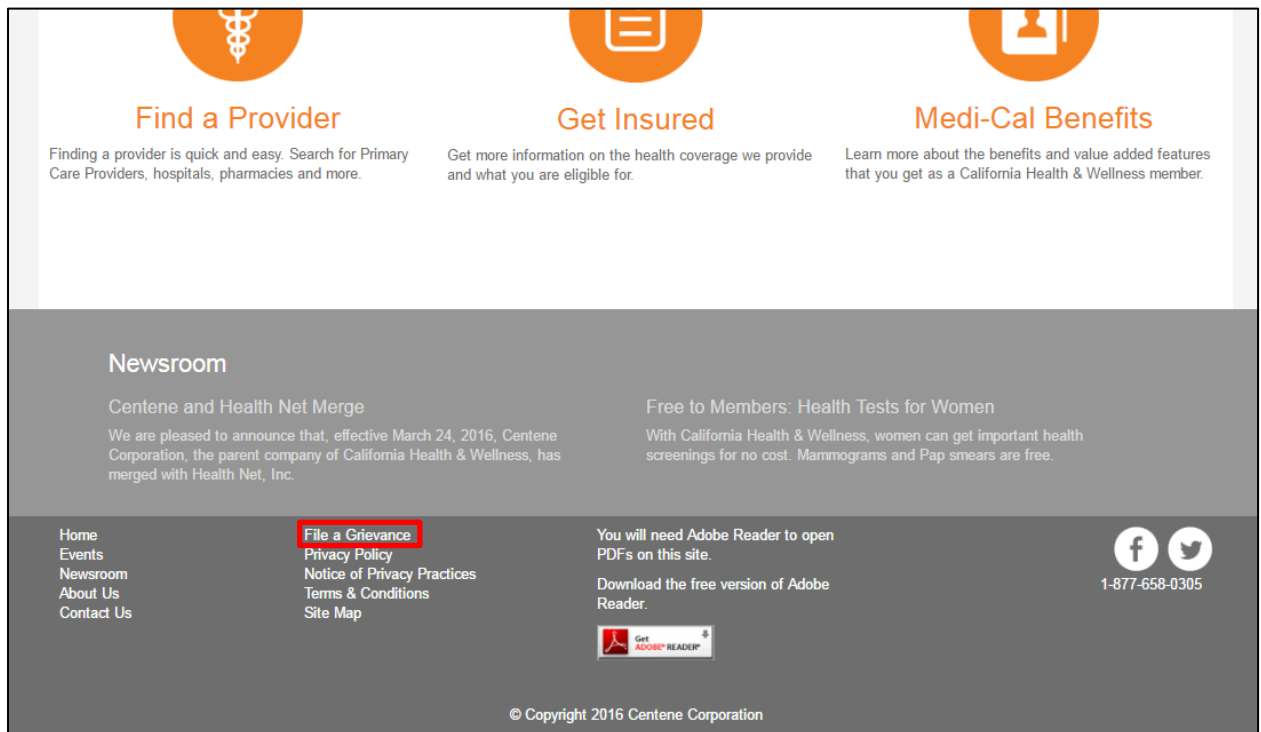 Find a Provider
Finding a provider is quick and easy. Search for Primary
Care Providers, hospitals, pharmacies and more.
Get Insured
Get more information on the health coverage we provide
and what you are eligible for.
Medi-Cal Benefits
Learn more about the benefits and value added features
that you get as a California Health & Wellness member.
Newsroom
Centene and Health Net Merge
We are pleased to announce that, effective March 24, 2016, Centene
Corporation, the parent company of California Health & Wellness, has
merged with Health Net, Inc.
Free to Members: Health Tests for Women
With California Health & Wellness, women can get important health
screenings for no cost. Mammograms and Pap smears are free.
Home
Events
Newsroom
About Us
Contact Us
File a Grievance
Privacy Policy
Notice of Privacy Practices
Terms & Conditions
Site Map
You will need Adobe Reader to open
PDFs on this site.
Download the free version of Adobe
Reader.
Get
ADOBE® READER®
1-877-658-0305
© Copyright 2016 Centene Corporation